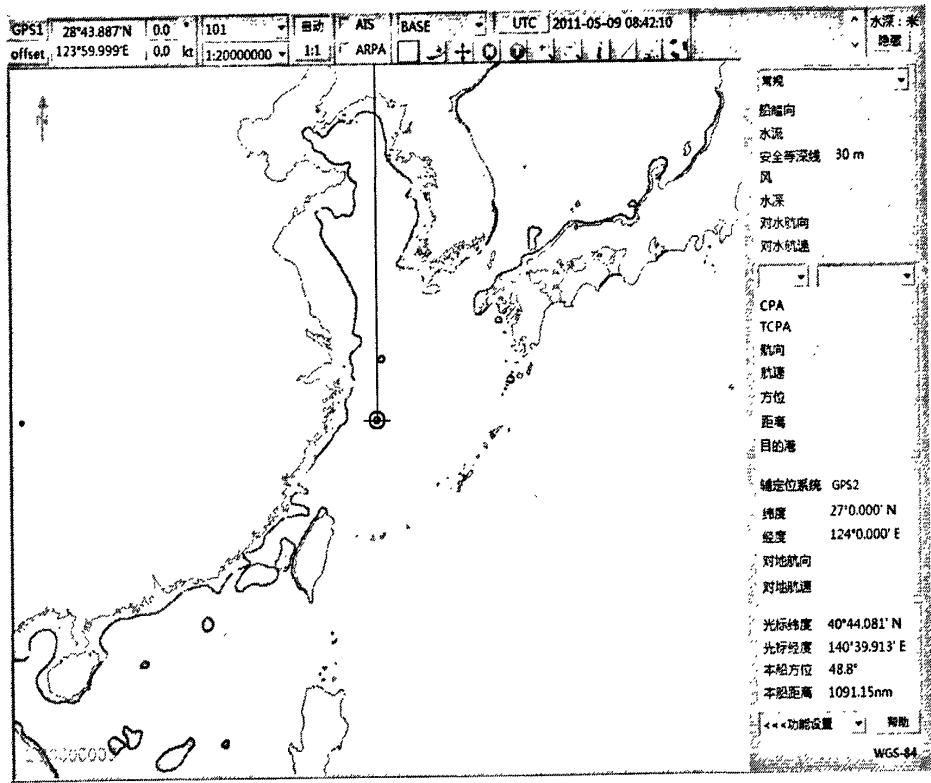 GPS1 28°43.887'N 0.0 ° 101 自动 AIS BASE UTC 2011-05-09 08:42:10 水深：米
offset 123°59.999'E 0.0 kt 1:20000000 1:1 ARPA 隐蔽
常规
船艏向
水流
安全等深线 30 m
风
水深
对水航向
对水航速
CPA
TCPA
航向
航速
方位
距离
目的港
辅定位系统 GPS2
纬度 27°0.000' N
经度 124°0.000' E
对地航向
对地航速
光标纬度 40°44.081' N
光标经度 140°39.913' E
本船方位 48.8°
本船距离 1091.15nm
<<<功能设置 帮助
WGS-84